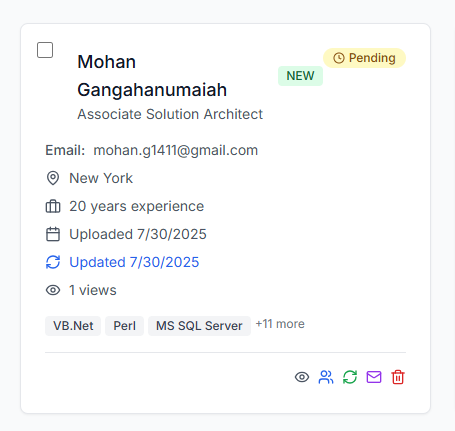 Mohan
Gangahanumaiah
NEW
Pending
Associate Solution Architect
Email: mohan.g1411@gmail.com
New York
20 years experience
Uploaded 7/30/2025
Updated 7/30/2025
1 views
VB.Net Perl MS SQL Server +11 more